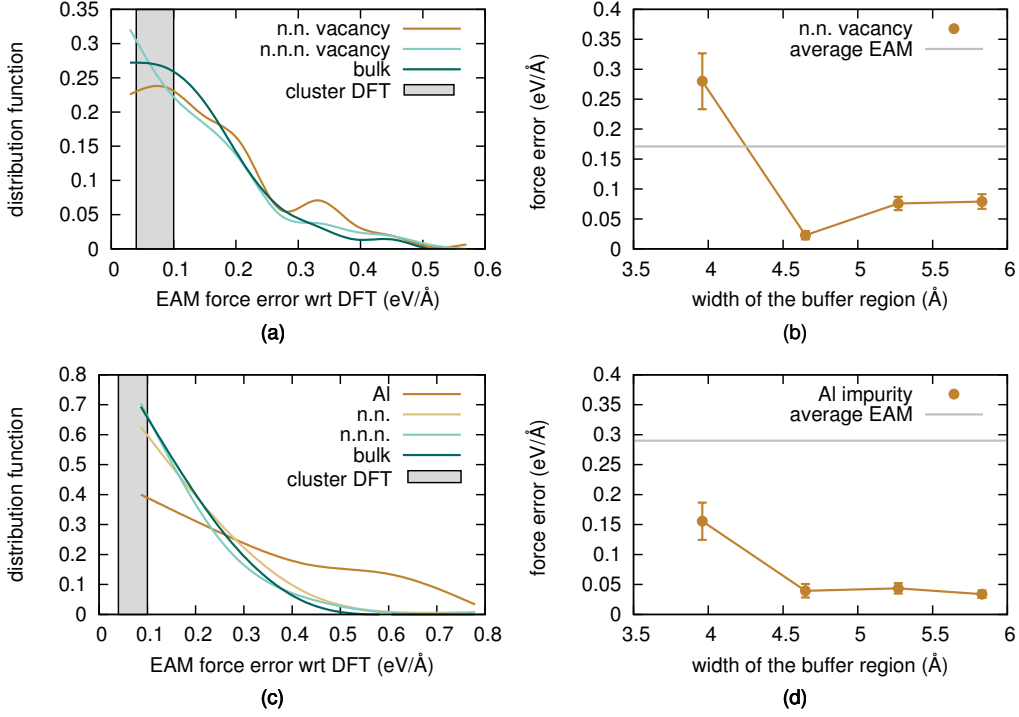 distribution function
0.4
0.35
0.3
0.25
0.2
0.15
0.1
0.05
0
n.n. vacancy
n.n.n. vacancy
bulk
cluster DFT
0 0.1 0.2 0.3 0.4 0.5 0.6
EAM force error wrt DFT (eV/Å)
(a)
force error (eV/Å)
0.4
0.35
0.3
0.25
0.2
0.15
0.1
0.05
0
n.n. vacancy
average EAM
3.5 4 4.5 5 5.5 6
width of the buffer region (Å)
(b)
distribution function
0.8
0.7
0.6
0.5
0.4
0.3
0.2
0.1
0
Al
n.n.
n.n.n.
bulk
cluster DFT
0 0.1 0.2 0.3 0.4 0.5 0.6 0.7 0.8
EAM force error wrt DFT (eV/Å)
(c)
force error (eV/Å)
0.4
0.35
0.3
0.25
0.2
0.15
0.1
0.05
0
Al impurity
average EAM
3.5 4 4.5 5 5.5 6
width of the buffer region (Å)
(d)